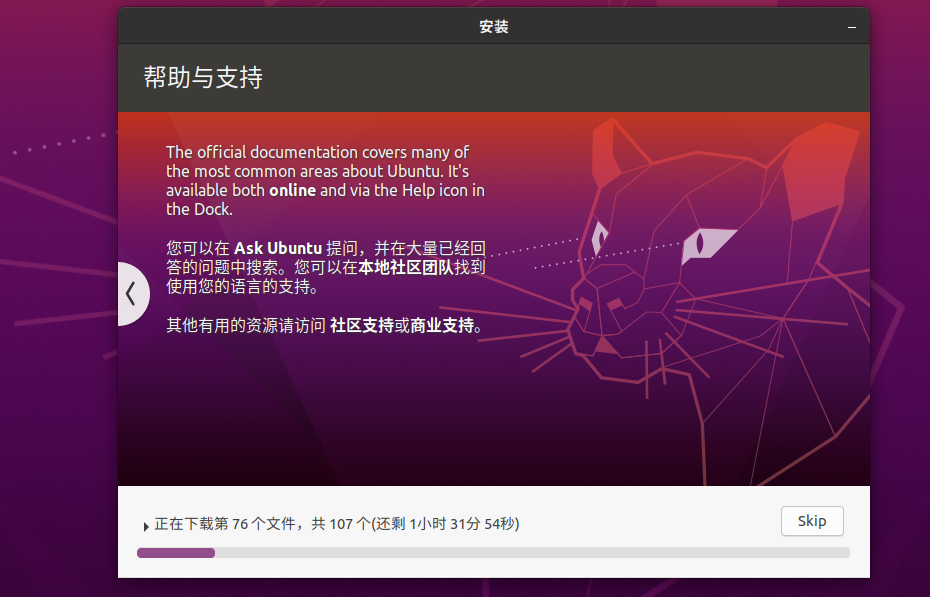 安装
帮助与支持
The official documentation covers many of
the most common areas about Ubuntu. It's
available both online and via the Help icon in
the Dock.
您可以在 Ask Ubuntu 提问，并在大量已经回
答的问题中搜索。您可以在本地社区团队找到
使用您的语言的支持。
其他有用的资源请访问 社区支持或商业支持。
正在下载第 76 个文件，共 107 个(还剩 1小时 31分 54秒)
Skip